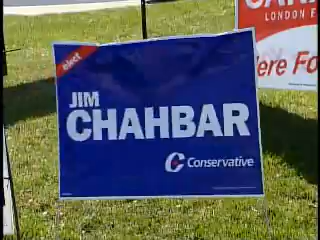 elect
JIM
CHAHBAR
Conservative
LONDON F
ere Fo